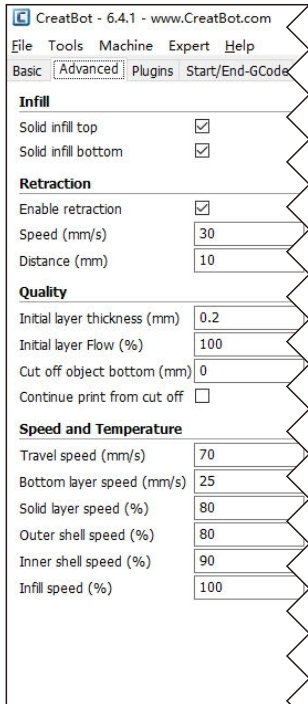 CreatBot - 6.4.1 - www.CreatBot.com
File Tools Machine Expert Help
Basic Advanced Plugins Start/End-GCode
Infill
Solid infill top
Solid infill bottom
Retraction
Enable retraction
Speed (mm/s) 30
Distance (mm) 10
Quality
Initial layer thickness (mm) 0.2
Initial layer Flow (%) 100
Cut off object bottom (mm) 0
Continue print from cut off
Speed and Temperature
Travel speed (mm/s) 70
Bottom layer speed (mm/s) 25
Solid layer speed (%) 80
Outer shell speed (%) 80
Inner shell speed (%) 90
Infill speed (%) 100